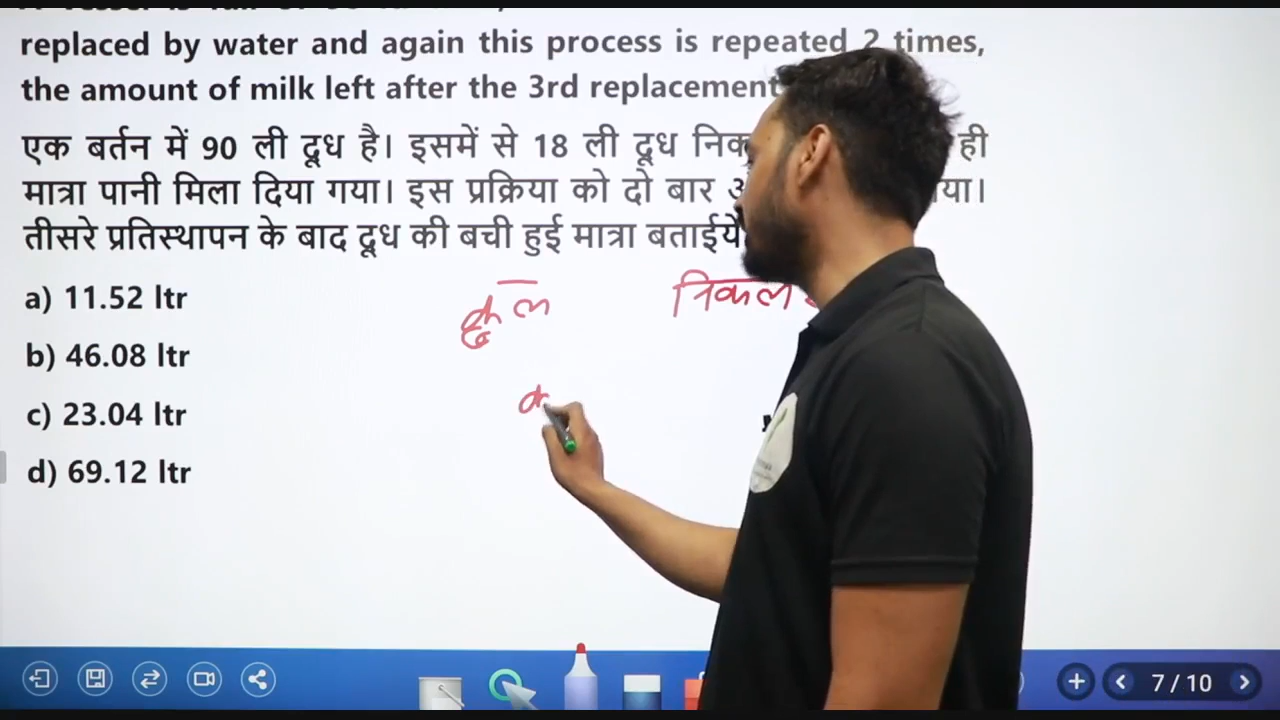 replaced by water and again this process is repeated 2 times,
the amount of milk left after the 3rd replacement
एक बर्तन में 90 ली दूध है। इसमें से 18 ली दूध ही
मात्रा पानी मिला दिया गया। इस प्रक्रिया को दो बार
तीसरे प्रतिस्थापन के बाद दूध की बची हुई मात्रा बताईये
a) 11.52 ltr
b) 46.08 ltr
c) 23.04 ltr
d) 69.12 ltr
7 / 10